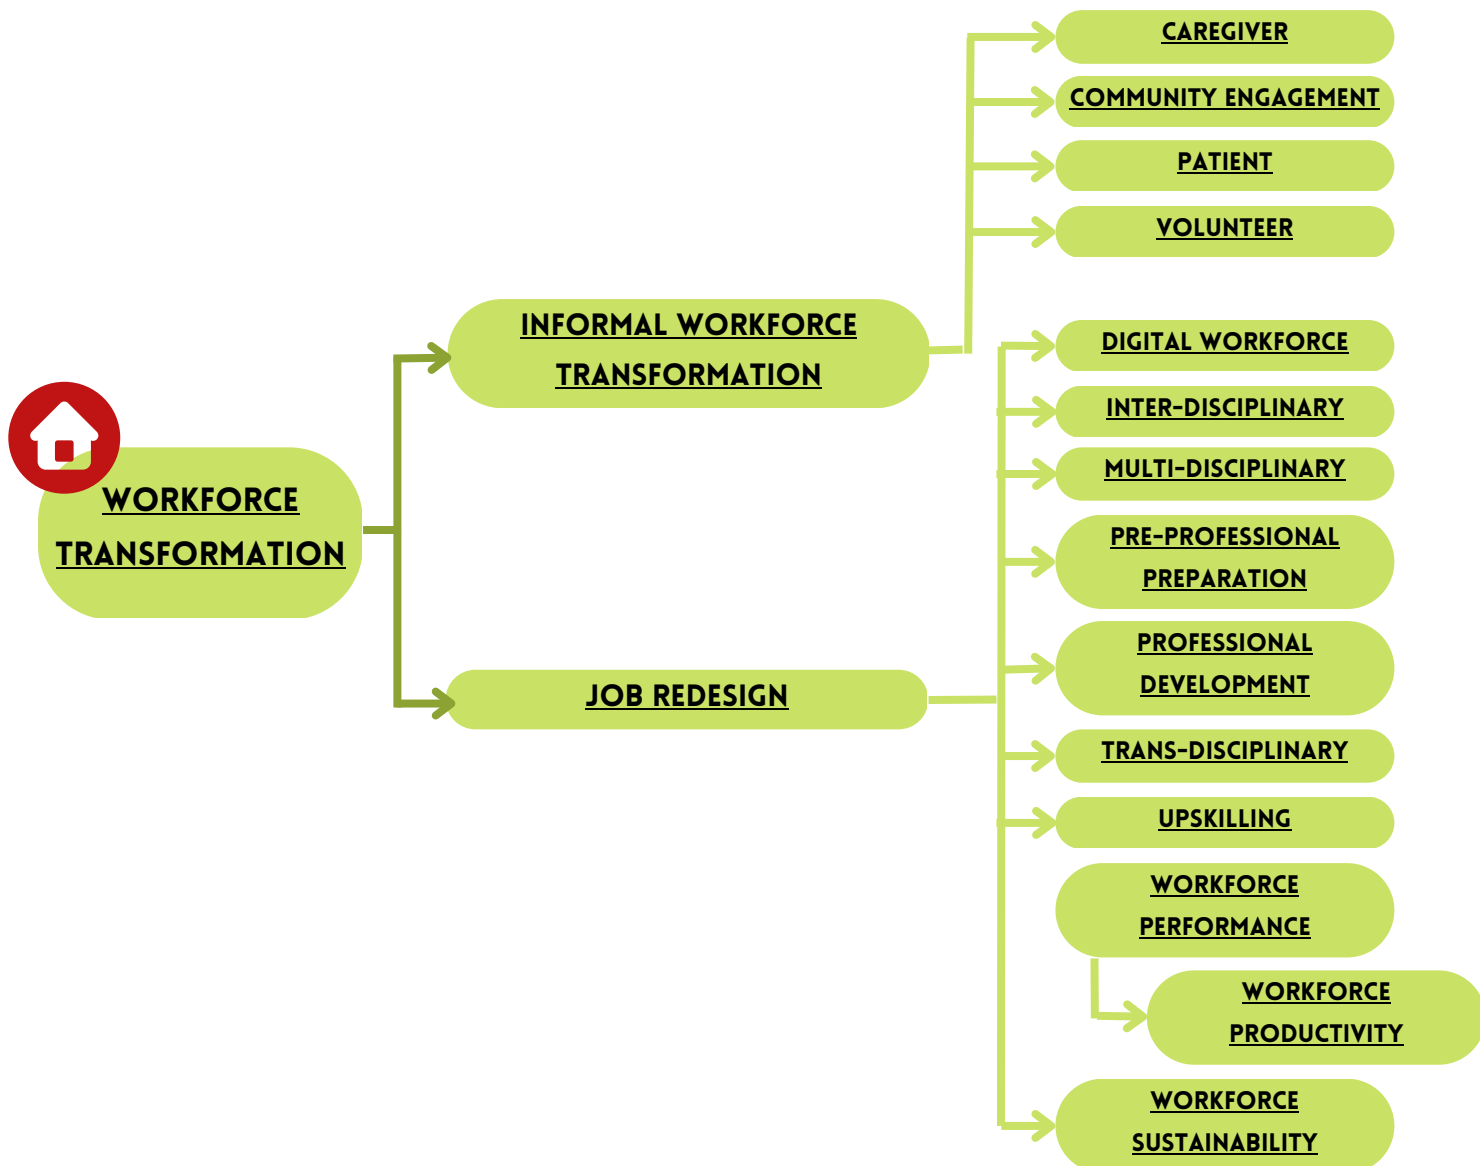 CAREGIVER
COMMUNITY ENGAGEMENT
PATIENT
VOLUNTEER
INFORMAL WORKFORCE
TRANSFORMATION
DIGITAL WORKFORCE
INTER-DISCIPLINARY
MULTI-DISCIPLINARY
WORKFORCE
TRANSFORMATION
PRE-PROFESSIONAL
PREPARATION
PROFESSIONAL
DEVELOPMENT
JOB REDESIGN
TRANS-DISCIPLINARY
UPSKILLING
WORKFORCE
PERFORMANCE
WORKFORCE
PRODUCTIVITY
WORKFORCE
SUSTAINABILITY